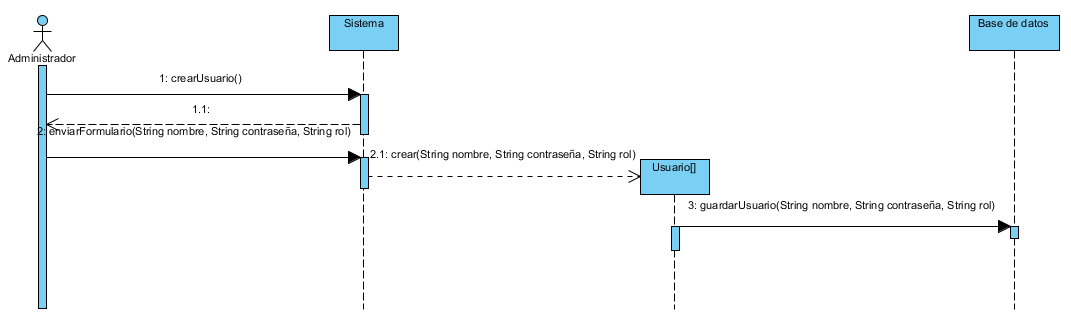 Sistema
Base de datos
Administrador
1: crearUsuario()
1.1:
2: enviarFormulario(String nombre, String contraseña, String rol)
2.1: crear(String nombre, String contraseña, String rol)
Usuario[]
3: guardarUsuario(String nombre, String contraseña, String rol)